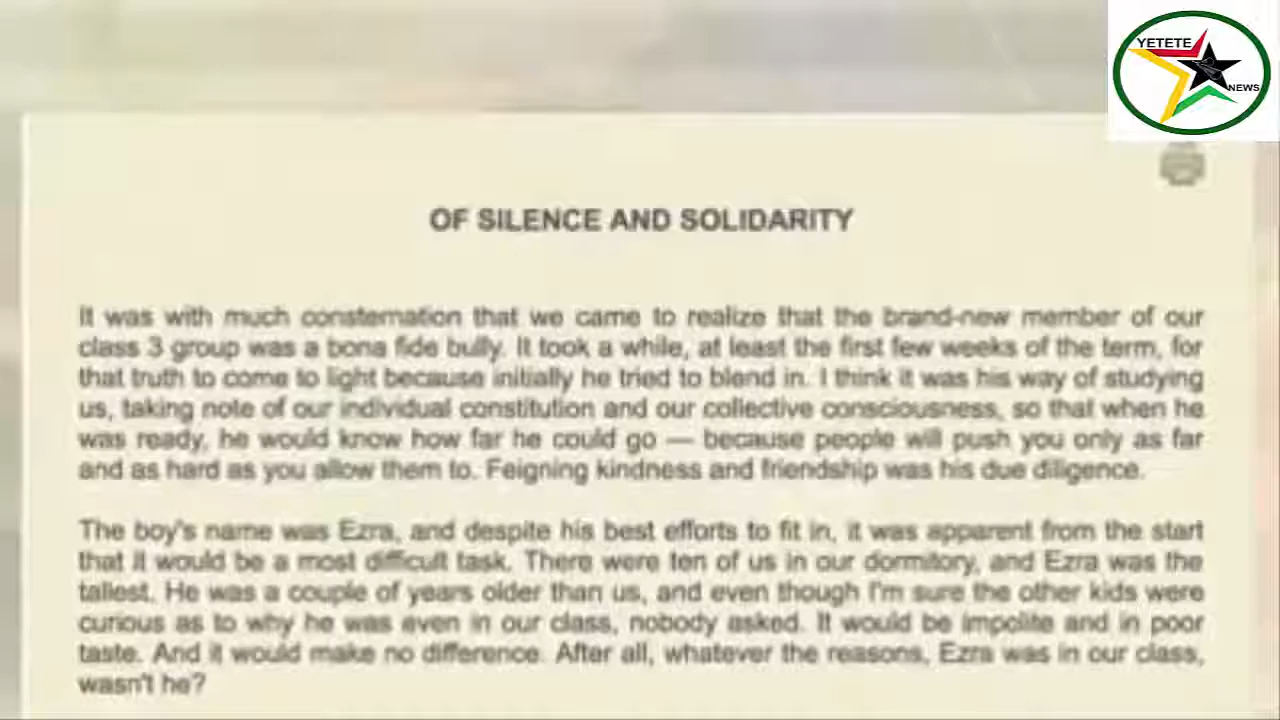 YETETE
NEWS
OF SILENCE AND SOLIDARITY
It was with much consternation that we came to realize that the brand-new member of our
class 3 group was a bona fide bully. It took a while, at least the first few weeks of the term, for
that truth to come to light because initially he tried to blend in. I think it was his way of studying
us, taking note of our individual constitution and our collective consciousness, so that when he
was ready, he would know how far he could go — because people will push you only as far
and as hard as you allow them to. Feigning kindness and friendship was his due diligence.
The boy's name was Ezra, and despite his best efforts to fit in, it was apparent from the start
that it would be a most difficult task. There were ten of us in our dormitory, and Ezra was the
tallest. He was a couple of years older than us, and even though I'm sure the other kids were
curious as to why he was even in our class, nobody asked. It would be impolite and in poor
taste. And it would make no difference. After all, whatever the reasons, Ezra was in our class,
wasn't he?